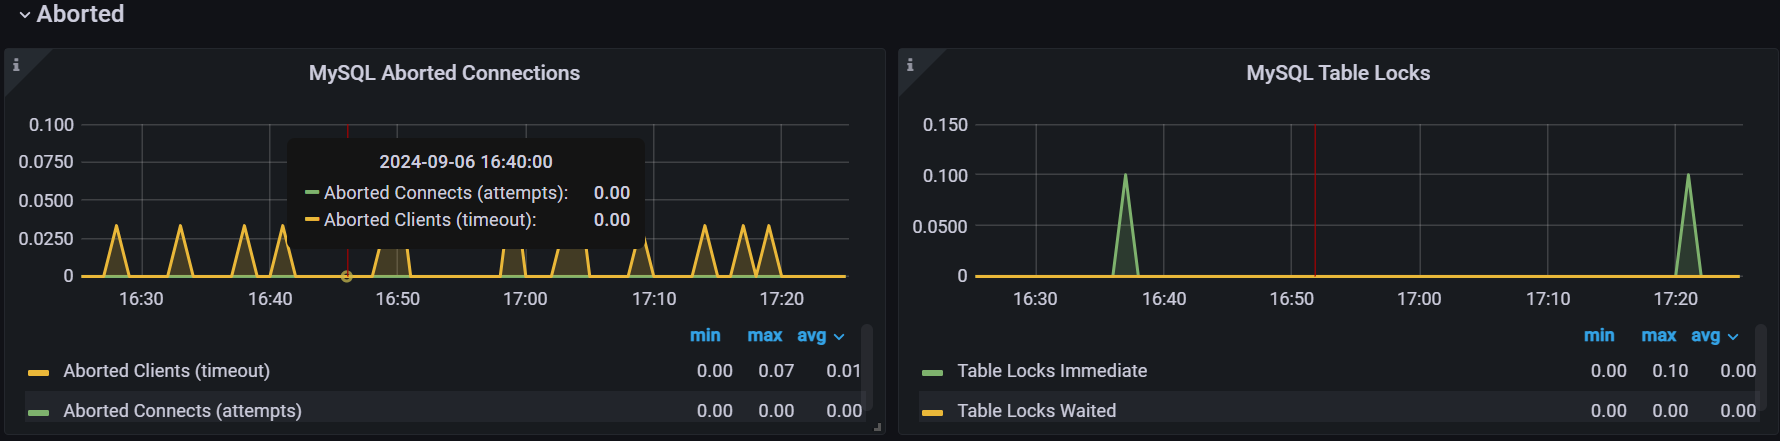 Aborted
MySQL Aborted Connections
0.100
0.0750
0.0500
0.0250
0
2024-09-06 16:40:00
Aborted Connects (attempts): 0.00
Aborted Clients (timeout): 0.00
16:30 16:40 16:50 17:00 17:10 17:20
min max avg
Aborted Clients (timeout) 0.00 0.07 0.01
Aborted Connects (attempts) 0.00 0.00 0.00
MySQL Table Locks
0.150
0.100
0.0500
0
16:30 16:40 16:50 17:00 17:10 17:20
min max avg
Table Locks Immediate 0.00 0.10 0.00
Table Locks Waited 0.00 0.00 0.00